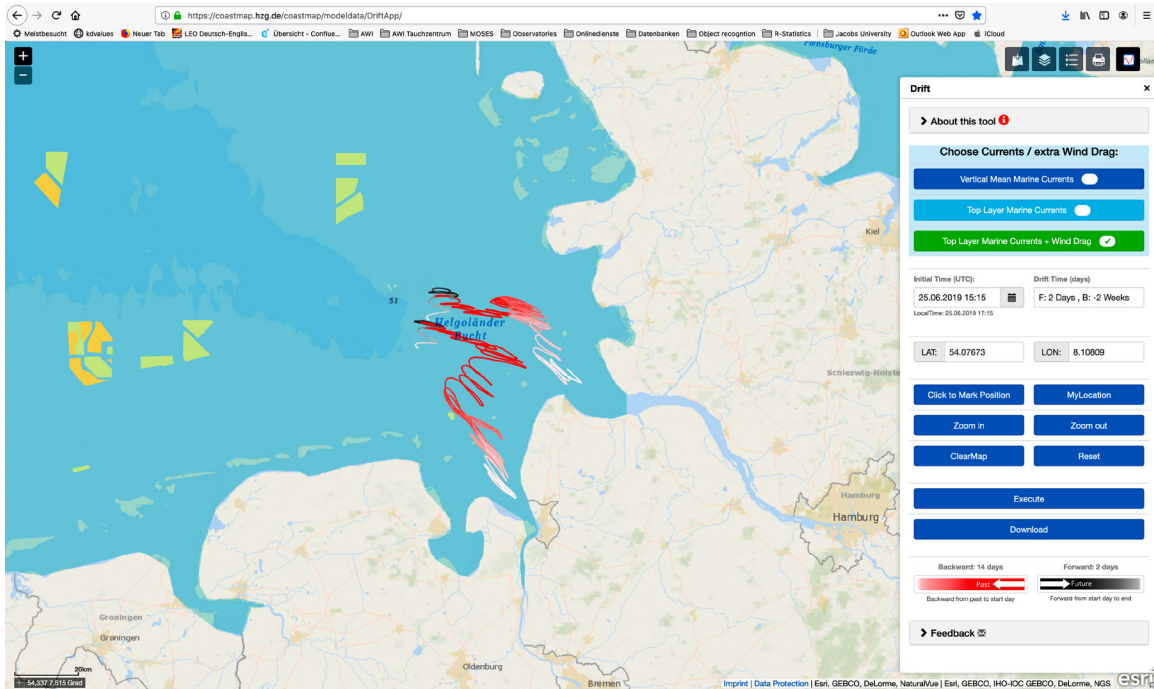 https://coastmap.hzg.de/coastmap/modeldata/DriftApp/
Meistbesucht kdvalues Neuer Tab LEO Deutsch-Englis... Übersicht - Conflue... AWI AWI Tauchzentrum MOSES Observatories Onlinedienste Datenbanken Object recogntion R-Statistics Jacobs University Outlook Web App iCloud
Flensburger Förde
Drift
×
About this tool
Choose Currents / extra Wind Drag:
Vertical Mean Marine Currents
Top Layer Marine Currents
Top Layer Marine Currents + Wind Drag
Kiel
Initial Time (UTC):
Drift Time (days)
25.06.2019 15:15
F: 2 Days , B: -2 Weeks
LocalTime: 25.06.2019 17:15
51
Helgoländer
Bucht
LAT: 54.07673
LON: 8.10809
Schleswig-Holste
Click to Mark Position
MyLocation
Zoom in
Zoom out
ClearMap
Reset
Hamburg
Hamburg
Execute
Download
Backward: 14 days
Forward: 2 days
Past
Future
Backward from past to start day
Forward from start day to end
Groningen
Groningen
Feedback
Oldenburg
Bremen
20km
54,337 7,515 Grad
Imprint | Data Protection | Esri, GEBCO, DeLorme, NaturalVue | Esri, GEBCO, IHO-IOC GEBCO, DeLorme, NGS
esri